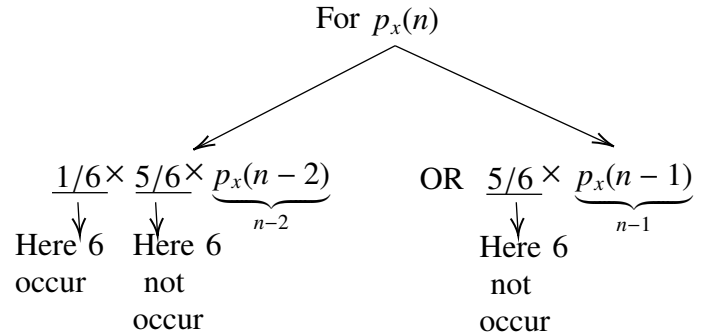 For p_x(n)
1/6 × 5/6 × p_x(n − 2) OR 5/6 × p_x(n − 1)
n−2 n−1
Here 6 Here 6 Here 6
occur not not
occur occur